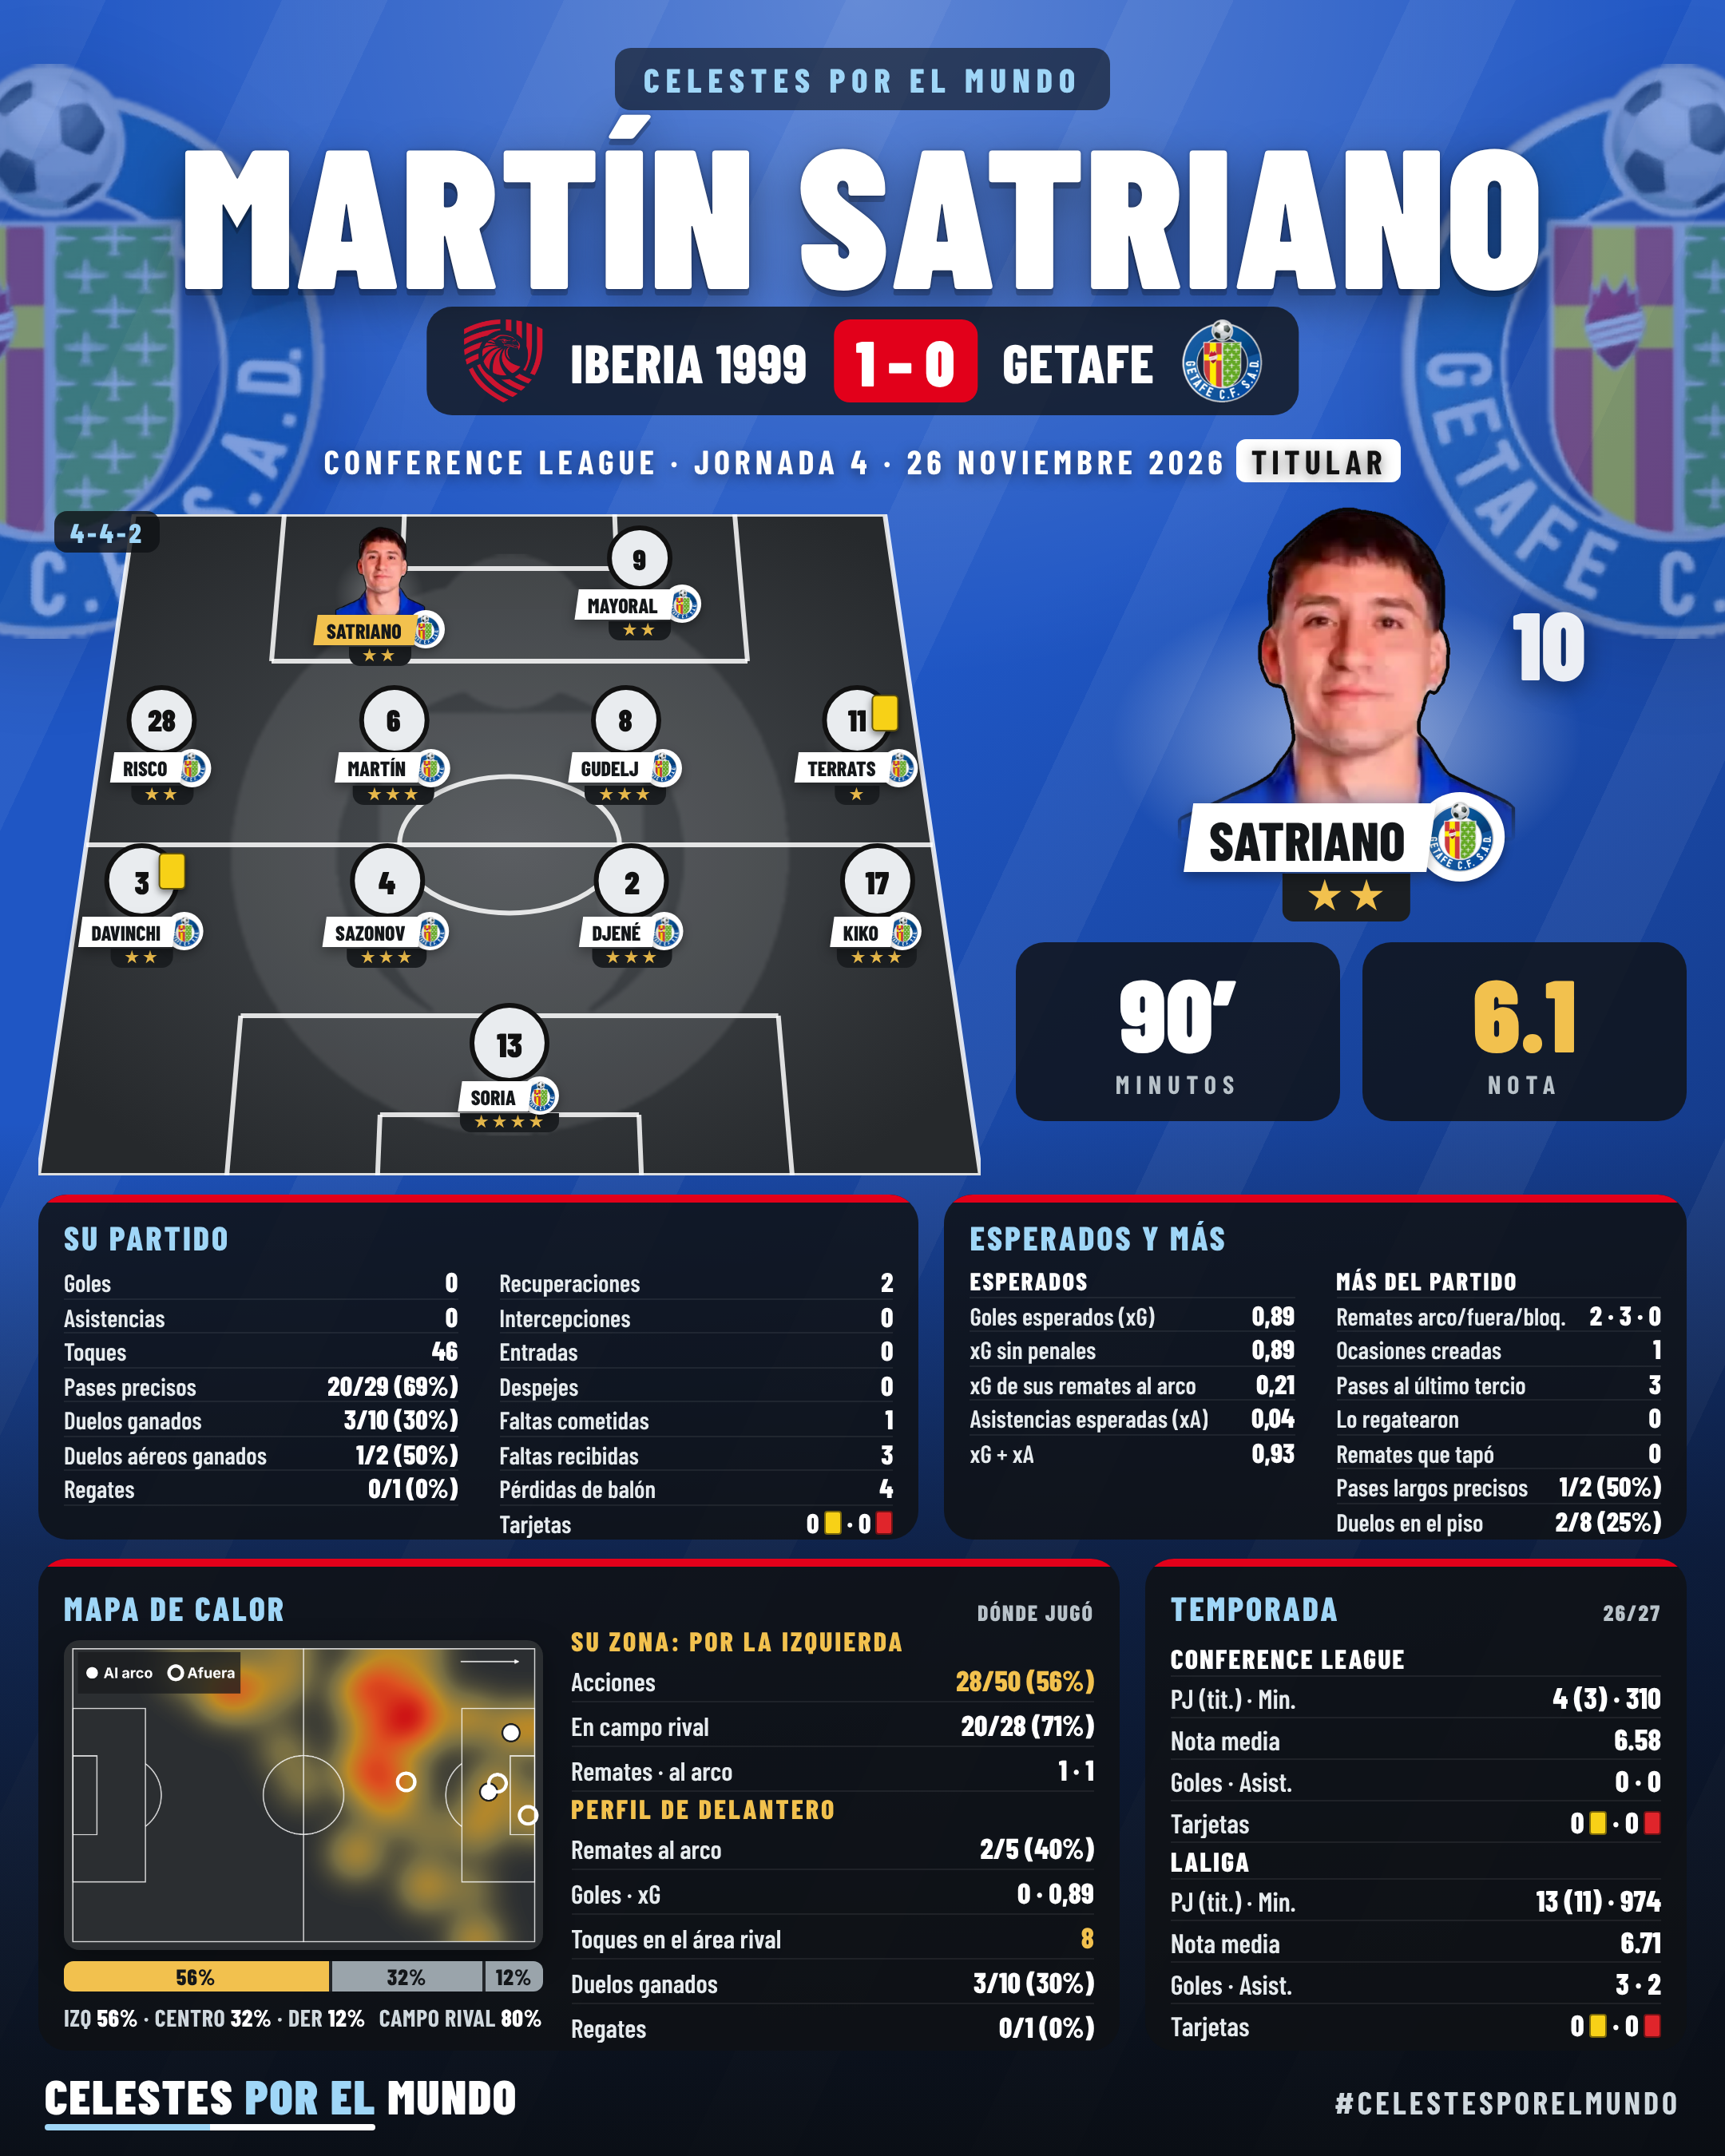 CELESTES POR EL MUNDO
MARTÍN SATRIANO
IBERIA 1999 1 - 0 GETAFE
GETAFE C.F. S.A.D.
CONFERENCE LEAGUE · JORNADA 4 · 26 NOVIEMBRE 2026 TITULAR
4-4-2
SATRIANO
★★
9
MAYORAL
★★
28
RISCO
★★
6
MARTÍN
★★★
8
GUDELJ
★★★
11
TERRATS
★
3
DAVINCHI
★★
4
SAZONOV
★★★
2
DJENÉ
★★★
17
KIKO
★★★
13
SORIA
★★★★
10
SATRIANO
★★
90'
MINUTOS
6.1
NOTA
SU PARTIDO
Goles 0
Asistencias 0
Toques 46
Pases precisos 20/29 (69%)
Duelos ganados 3/10 (30%)
Duelos aéreos ganados 1/2 (50%)
Regates 0/1 (0%)
Recuperaciones 2
Intercepciones 0
Entradas 0
Despejes 0
Faltas cometidas 1
Faltas recibidas 3
Pérdidas de balón 4
Tarjetas 0 · 0
ESPERADOS Y MÁS
ESPERADOS
Goles esperados (xG) 0,89
xG sin penales 0,89
xG de sus remates al arco 0,21
Asistencias esperadas (xA) 0,04
xG + xA 0,93
MÁS DEL PARTIDO
Remates arco/fuera/bloq. 2 · 3 · 0
Ocasiones creadas 1
Pases al último tercio 3
Lo regatearon 0
Remates que tapó 0
Pases largos precisos 1/2 (50%)
Duelos en el piso 2/8 (25%)
MAPA DE CALOR DÓNDE JUGÓ
Al arco Afuera
56% 32% 12%
IZQ 56% · CENTRO 32% · DER 12% CAMPO RIVAL 80%
SU ZONA: POR LA IZQUIERDA
Acciones 28/50 (56%)
En campo rival 20/28 (71%)
Remates · al arco 1 · 1
PERFIL DE DELANTERO
Remates al arco 2/5 (40%)
Goles · xG 0 · 0,89
Toques en el área rival 8
Duelos ganados 3/10 (30%)
Regates 0/1 (0%)
TEMPORADA 26/27
CONFERENCE LEAGUE
PJ (tit.) · Min. 4 (3) · 310
Nota media 6.58
Goles · Asist. 0 · 0
Tarjetas 0 · 0
LALIGA
PJ (tit.) · Min. 13 (11) · 974
Nota media 6.71
Goles · Asist. 3 · 2
Tarjetas 0 · 0
CELESTES POR EL MUNDO
#CELESTESPORELMUNDO